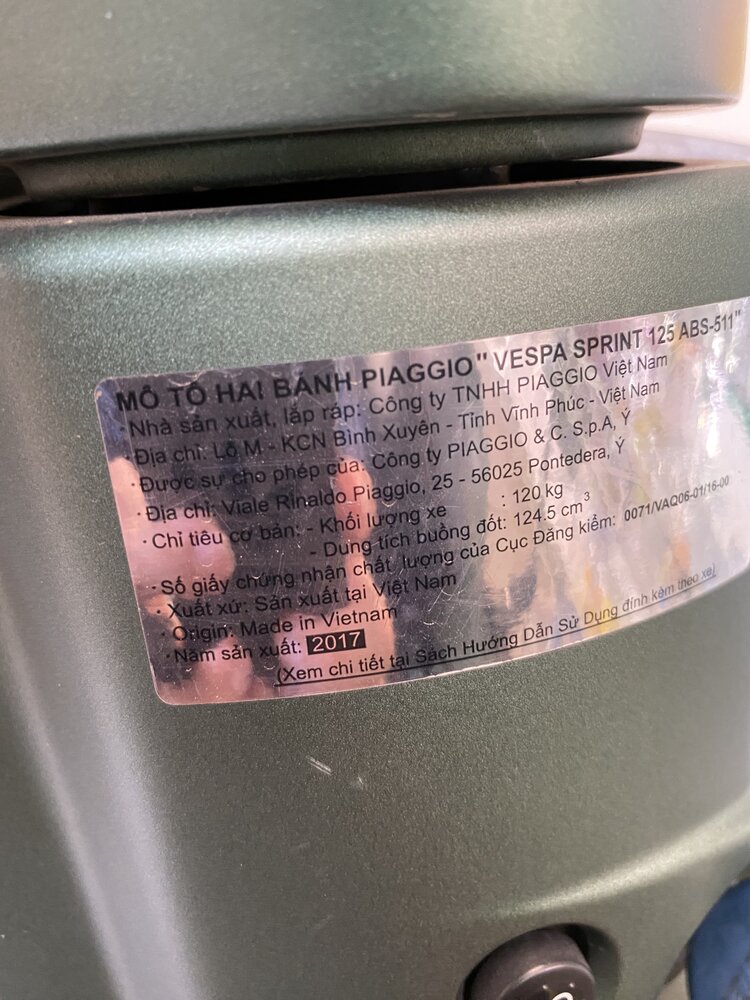 MÔ TÔ HAI BÁNH PIAGGIO" VESPA SPRINT 125 ABS-511"
·Nhà sản xuất, lắp ráp: Công ty TNHH PIAGGIO Việt Nam
·Địa chỉ: Lô M - KCN Bình Xuyên - Tỉnh Vĩnh Phúc - Việt Nam
·Được sự cho phép của: Công ty PIAGGIO & C. S.p.A, Ý
·Địa chỉ: Viale Rinaldo Piaggio, 25 - 56025 Pontedera, Ý
·Chỉ tiêu cơ bản: - Khối lượng xe : 120 kg
- Dung tích buồng đốt: 124.5 cm³
·Số giấy chứng nhận chất lượng của Cục Đăng kiểm: 0071/VAQ06-01/16-00
·Xuất xứ: Sản xuất tại Việt Nam
·Origin: Made in Vietnam
·Năm sản xuất: 2017
(Xem chi tiết tại Sách Hướng Dẫn Sử Dụng đính kèm theo xe)